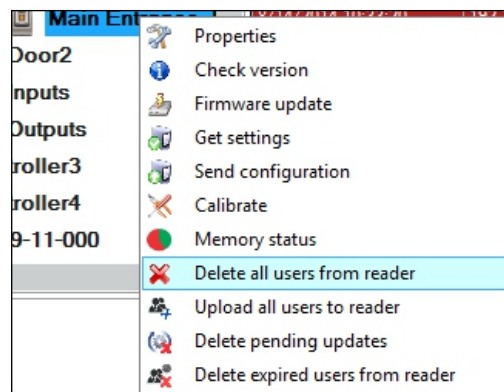 Main Entrance
Door2
nputs
Outputs
roller3
roller4
9-11-000
Properties
Check version
Firmware update
Get settings
Send configuration
Calibrate
Memory status
Delete all users from reader
Upload all users to reader
Delete pending updates
Delete expired users from reader